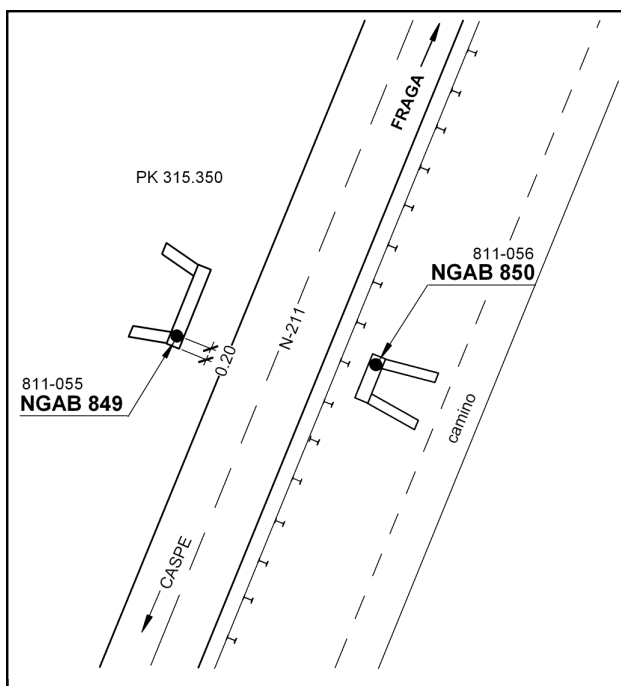 FRAGA
PK 315.350
811-056
NGAB 850
N-211
0.20
811-055
NGAB 849
camino
CASPE